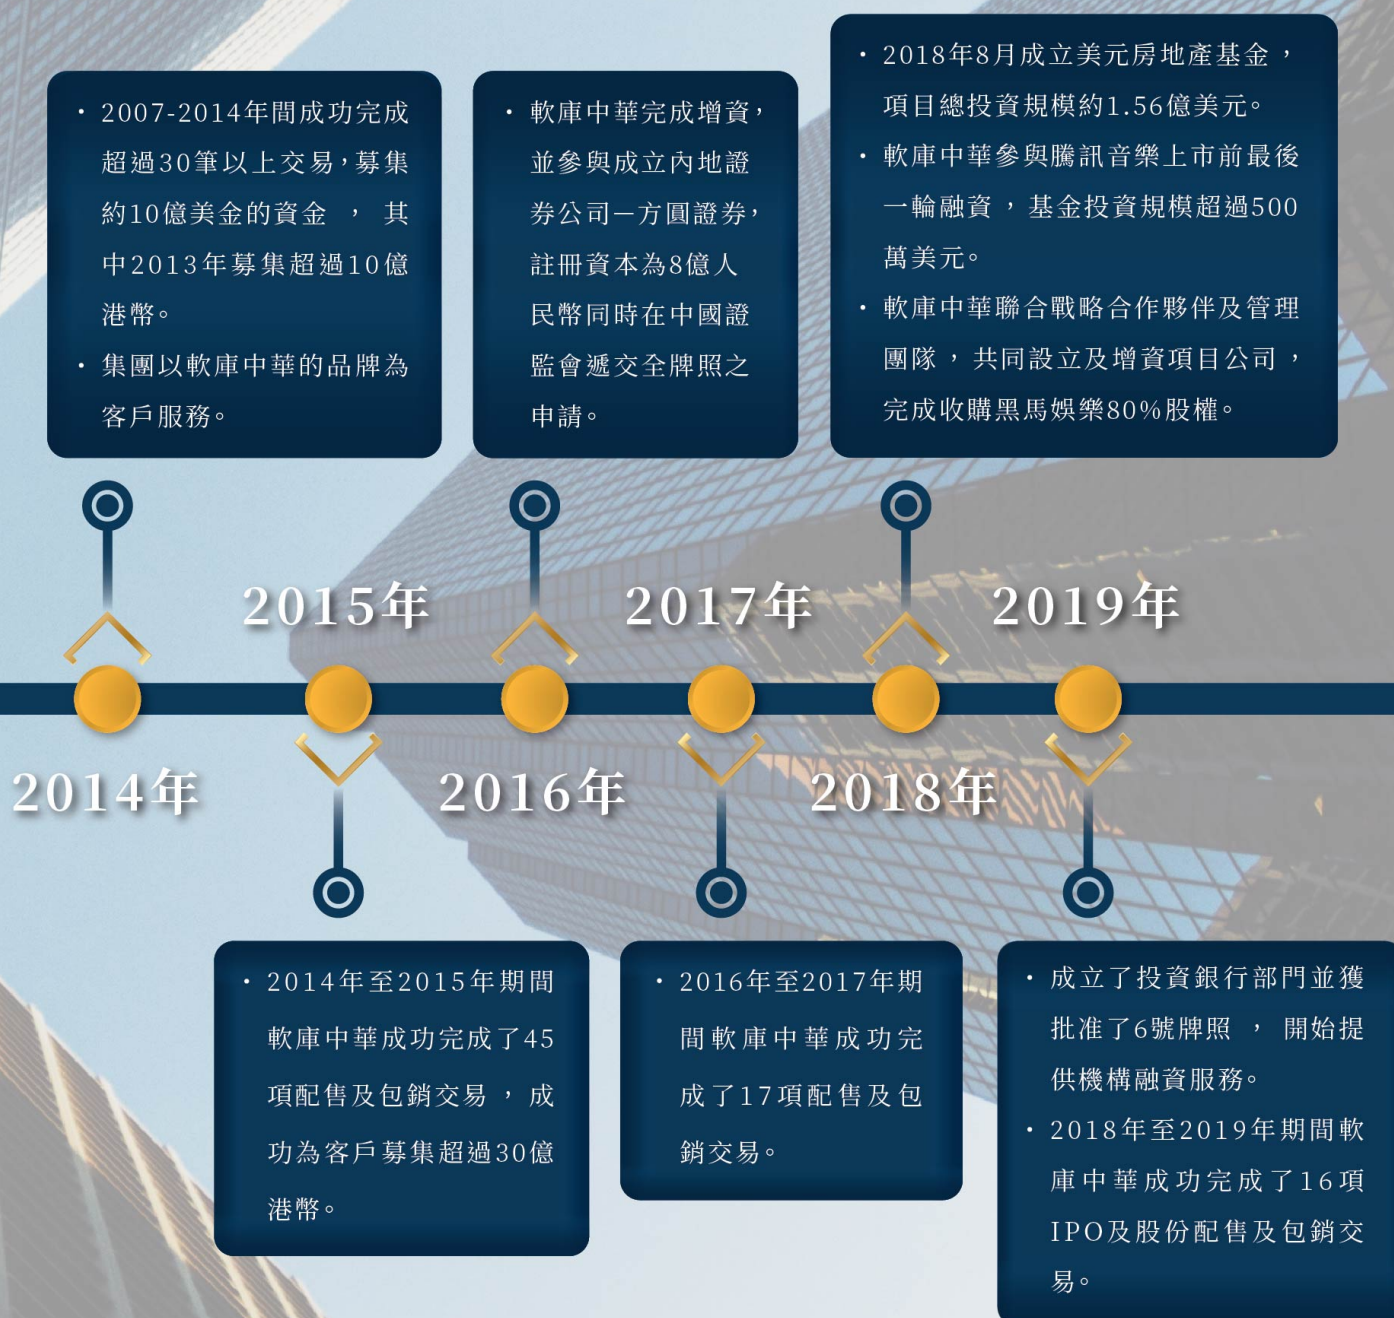 ・2007-2014年間成功完成
超過30筆以上交易，募集
約10億美金的資金 ， 其
中2013年募集超過10億
港幣。
・集團以軟庫中華的品牌為
客戶服務。
・軟庫中華完成增資，
並參與成立內地證
券公司—方圓證券，
註冊資本為8億人
民幣同時在中國證
監會遞交全牌照之
申請。
・2018年8月成立美元房地產基金，
項目總投資規模約1.56億美元。
・軟庫中華參與騰訊音樂上市前最後
一輪融資，基金投資規模超過500
萬美元。
・軟庫中華聯合戰略合作夥伴及管理
團隊，共同設立及增資項目公司，
完成收購黑馬娛樂80%股權。
2015年
2017年
2019年
2014年
2016年
2018年
・2014年至2015年期間
軟庫中華成功完成了45
項配售及包銷交易，成
功為客戶募集超過30億
港幣。
・2016年至2017年期
間軟庫中華成功完
成了17項配售及包
銷交易。
・成立了投資銀行部門並獲
批准了6號牌照 ， 開始提
供機構融資服務。
・2018年至2019年期間軟
庫中華成功完成了16項
IPO及股份配售及包銷交
易。